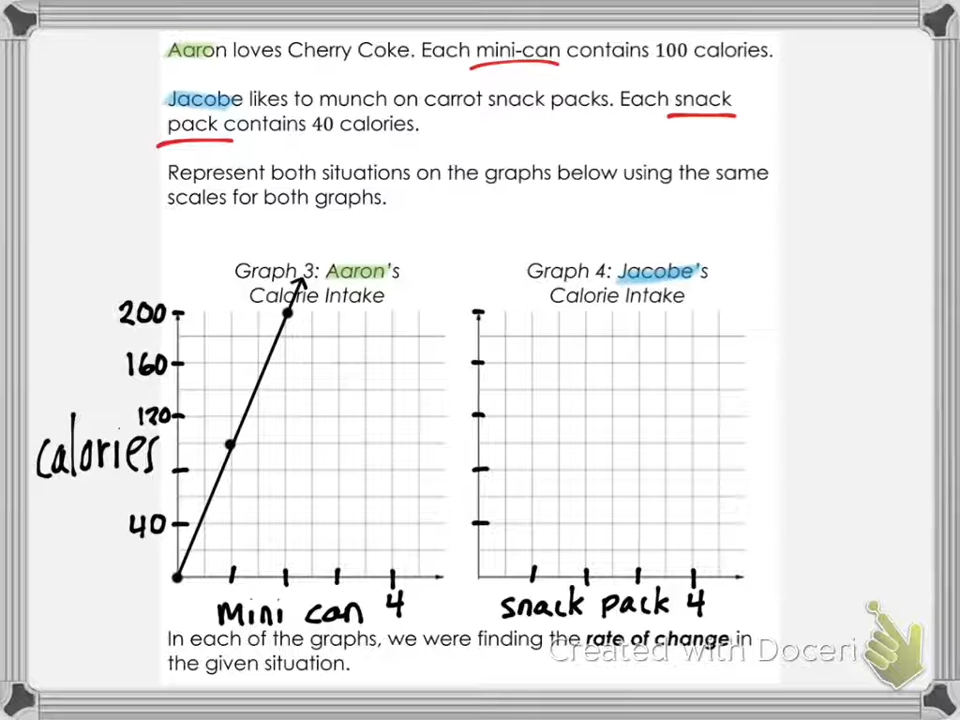 Aaron loves Cherry Coke. Each mini-can contains 100 calories.
Jacobe likes to munch on carrot snack packs. Each snack
pack contains 40 calories.
Represent both situations on the graphs below using the same
scales for both graphs.
Graph 3: Aaron's
Calorie Intake
Graph 4: Jacobe's
Calorie Intake
200
160
120
calories
40
4
mini can
snack pack 4
In each of the graphs, we were finding the rate of change in
the given situation.
Created with Doceri